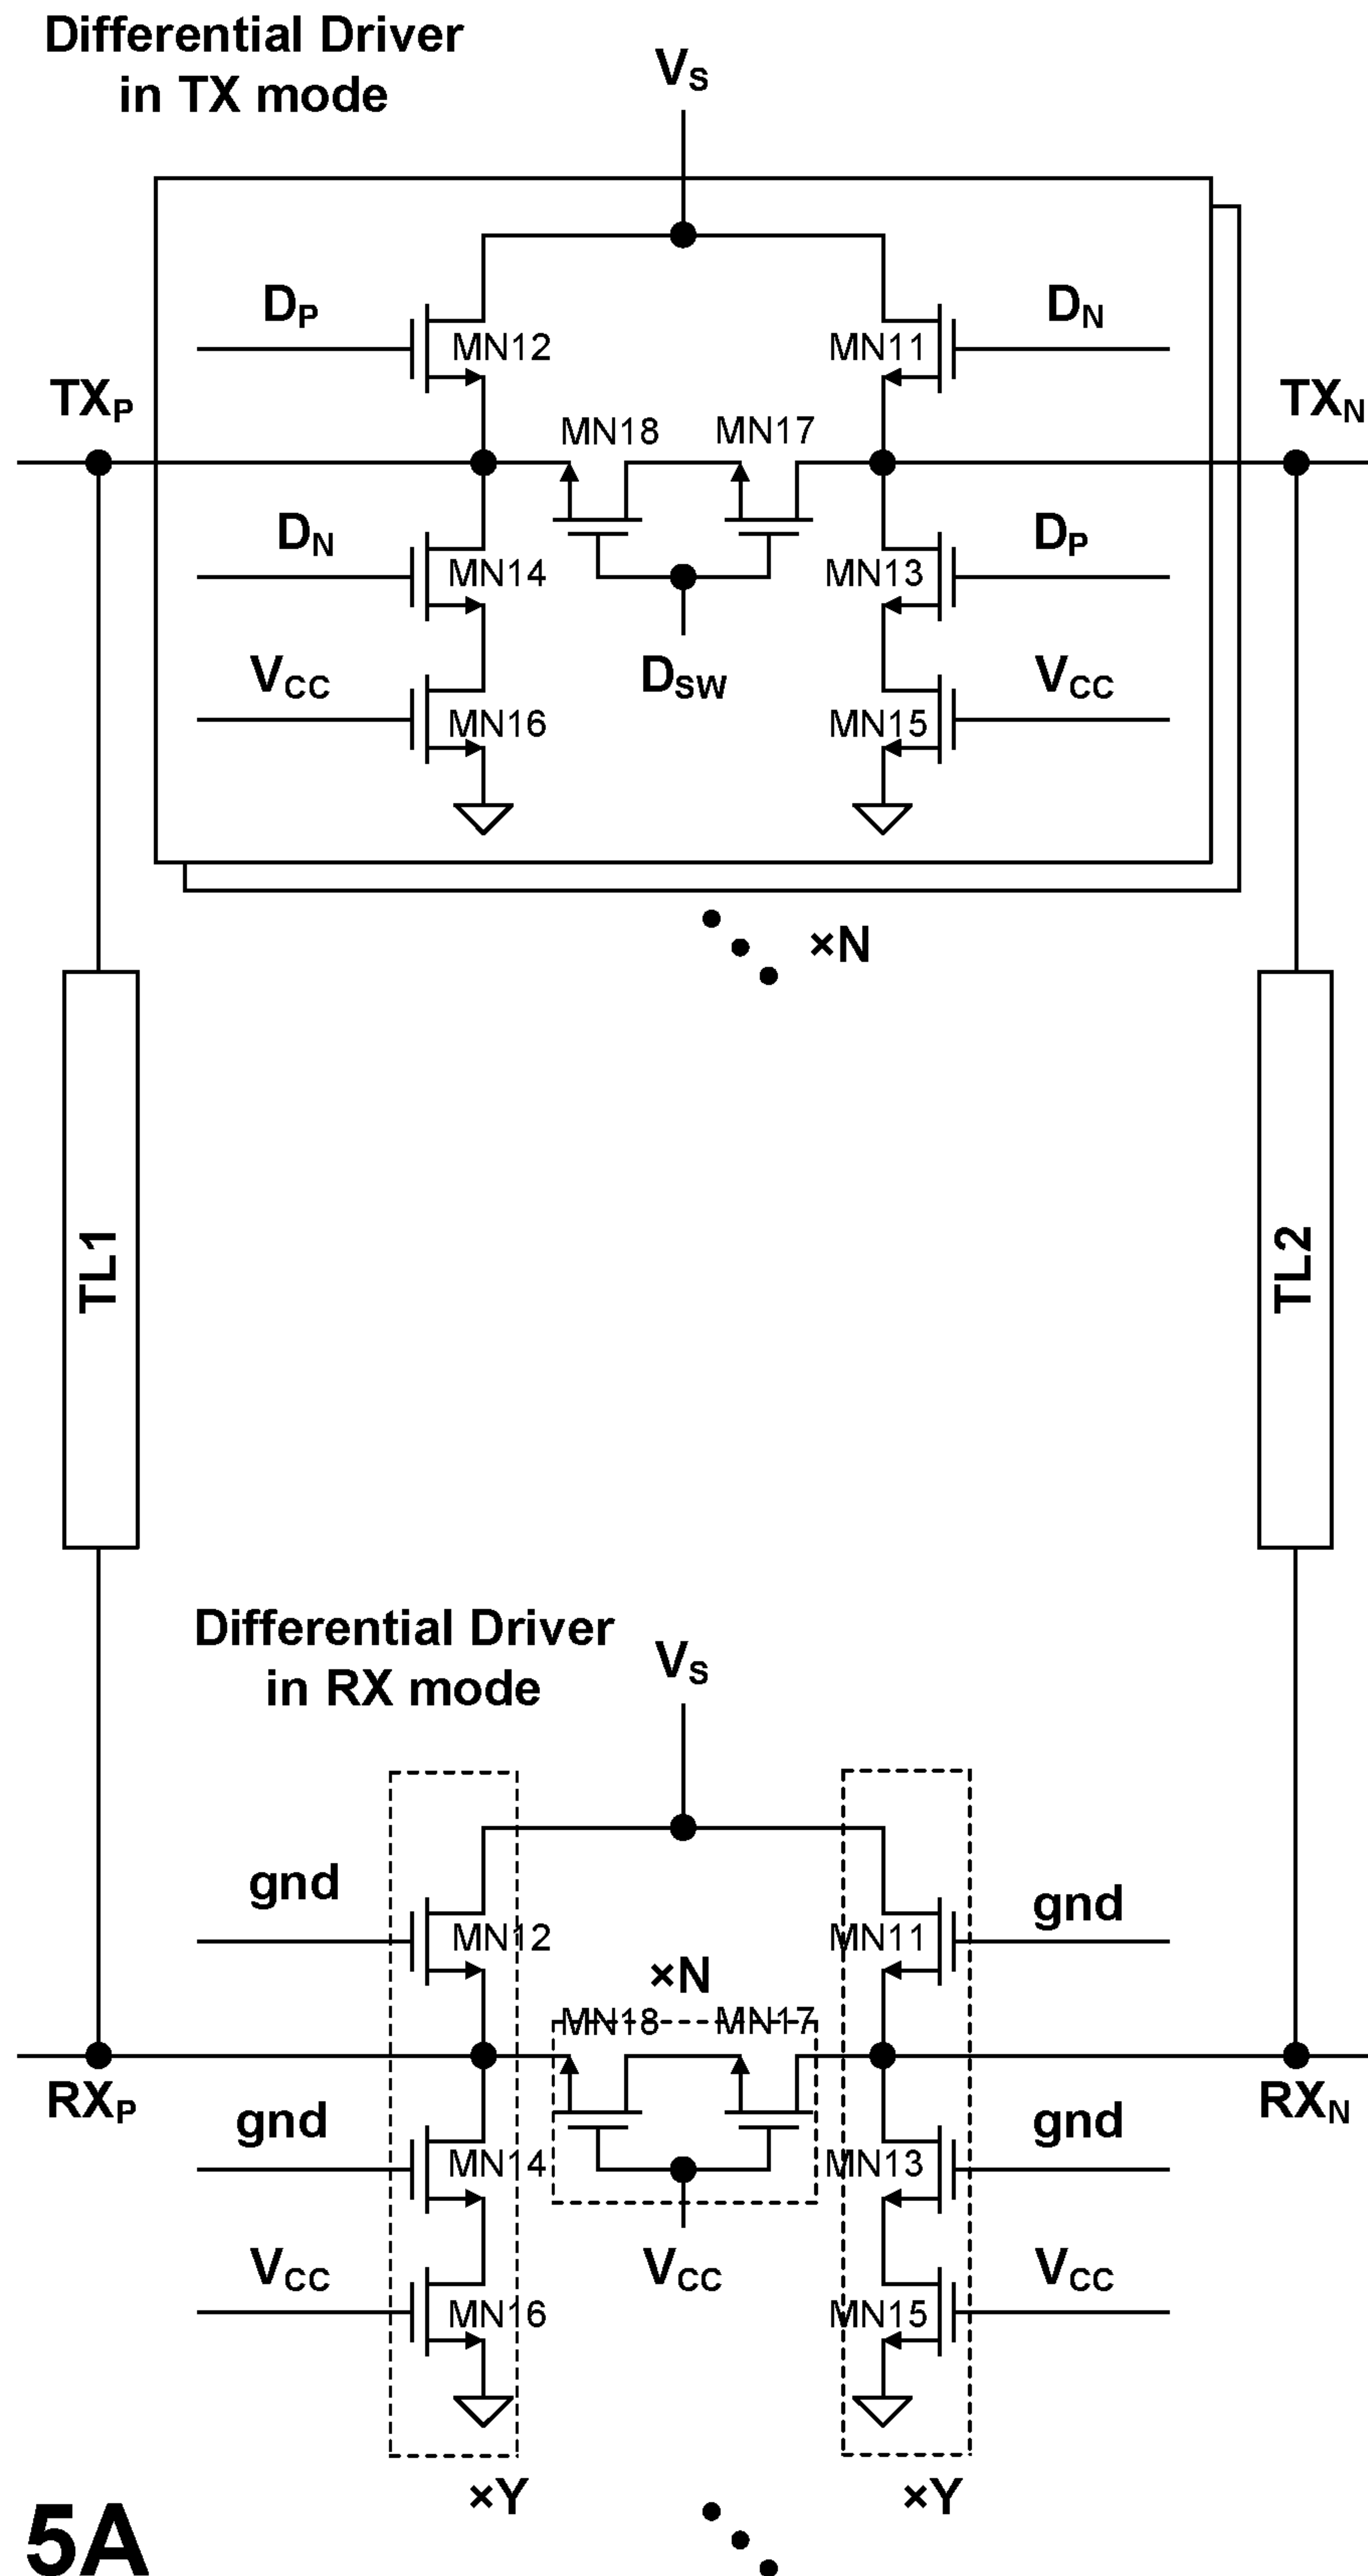 Differential Driver
in TX mode
VS
DP
DN
MN12
MN11
TXP
TXN
MN18
MN17
DN
DP
MN14
MN13
VCC
DSW
VCC
MN16
MN15
×N
TL1
TL2
Differential Driver
in RX mode
VS
gnd
gnd
MN12
MN11
×N
MN18
MN17
RXP
RXN
gnd
gnd
MN14
MN13
VCC
VCC
VCC
MN16
MN15
×Y
×Y
5A